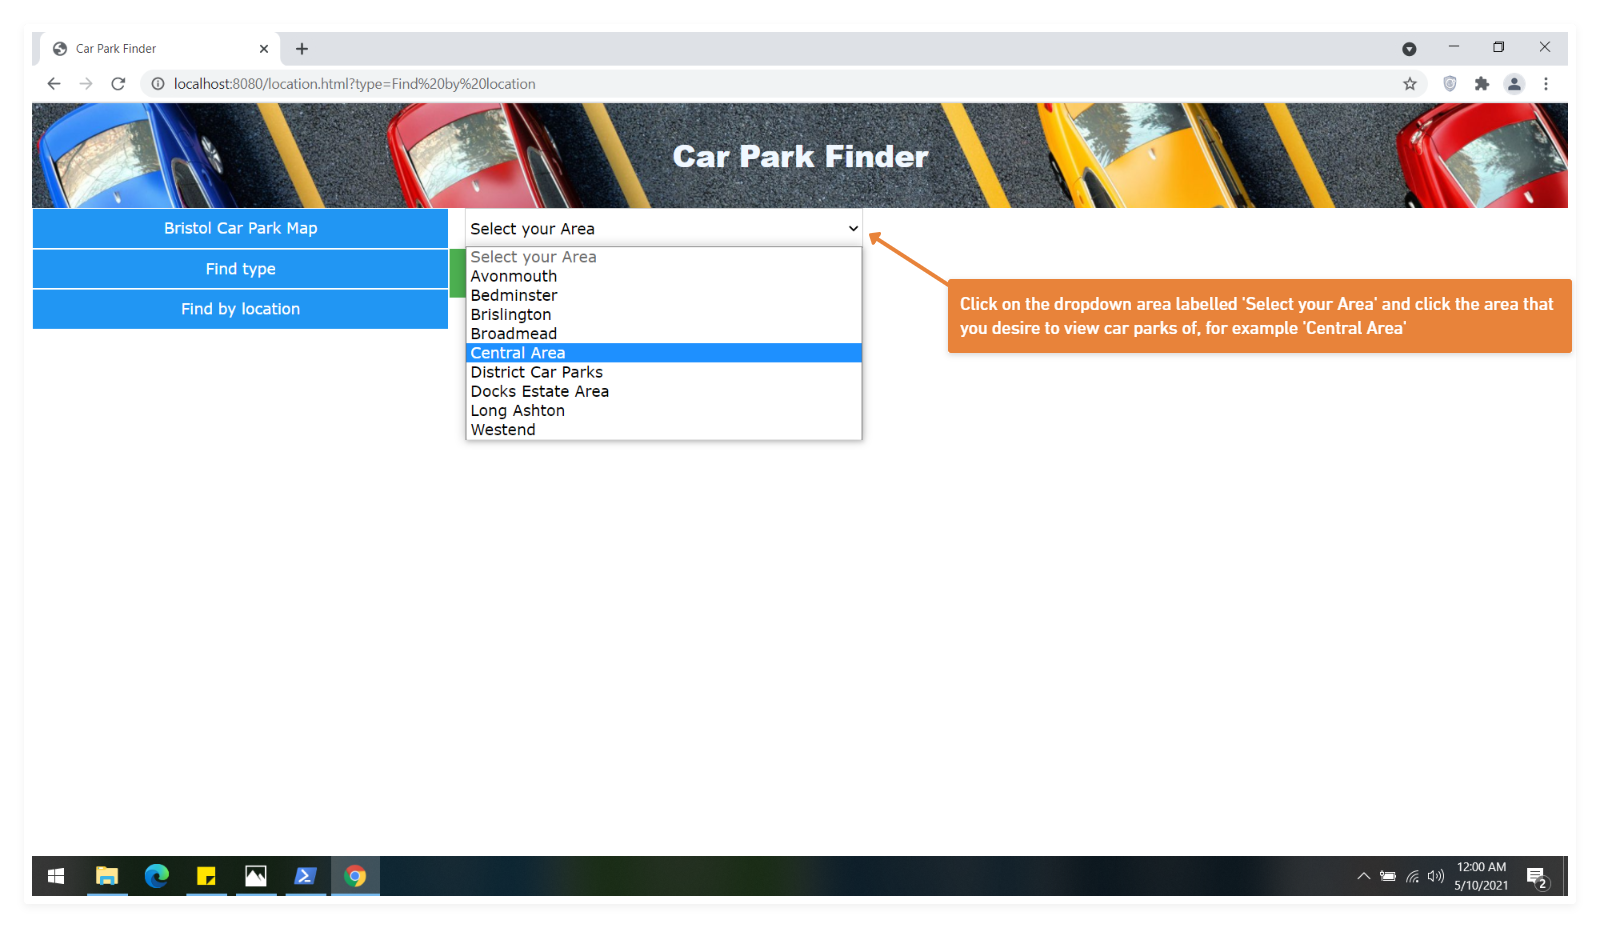 Car Park Finder
localhost:8080/location.html?type=Find%20by%20location
Car Park Finder
Bristol Car Park Map
Find type
Find by location
Select your Area
Select your Area
Avonmouth
Bedminster
Brislington
Broadmead
Central Area
District Car Parks
Docks Estate Area
Long Ashton
Westend
Click on the dropdown area labelled 'Select your Area' and click the area that
you desire to view car parks of, for example 'Central Area'
12:00 AM
5/10/2021
2